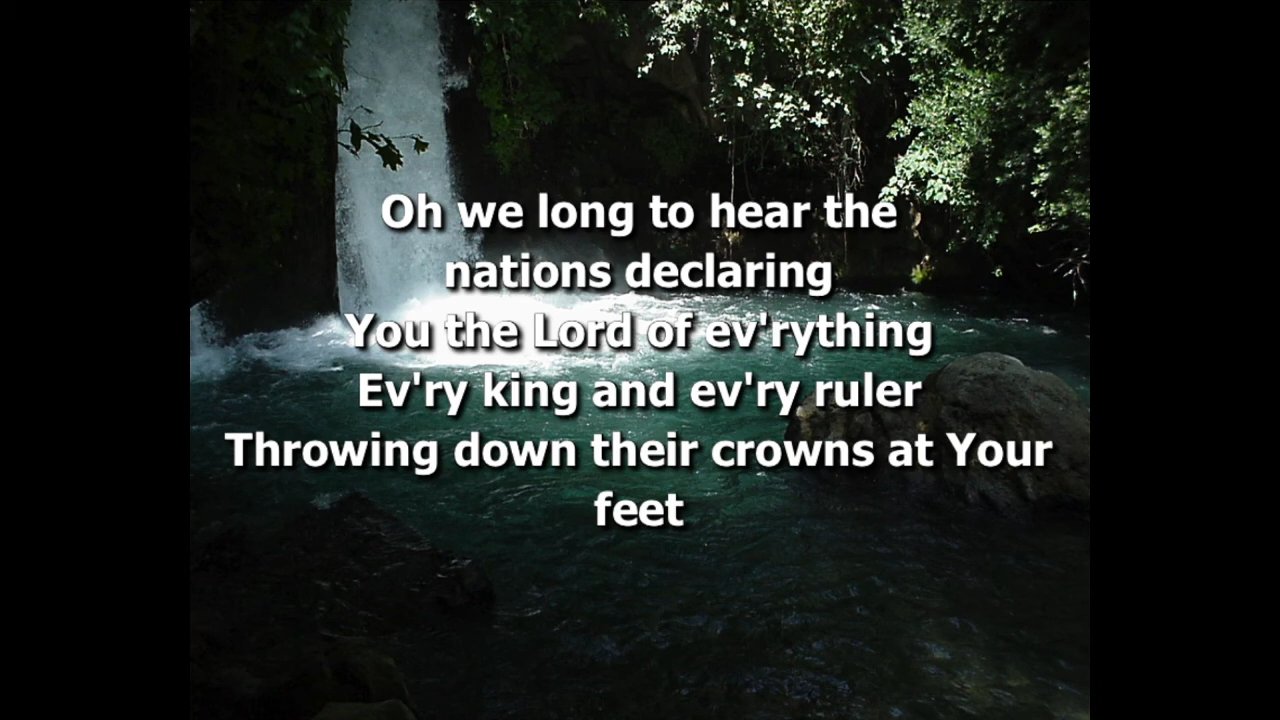 Oh we long to hear the
nations declaring
You the Lord of ev'rything
Ev'ry king and ev'ry ruler
Throwing down their crowns at Your
feet